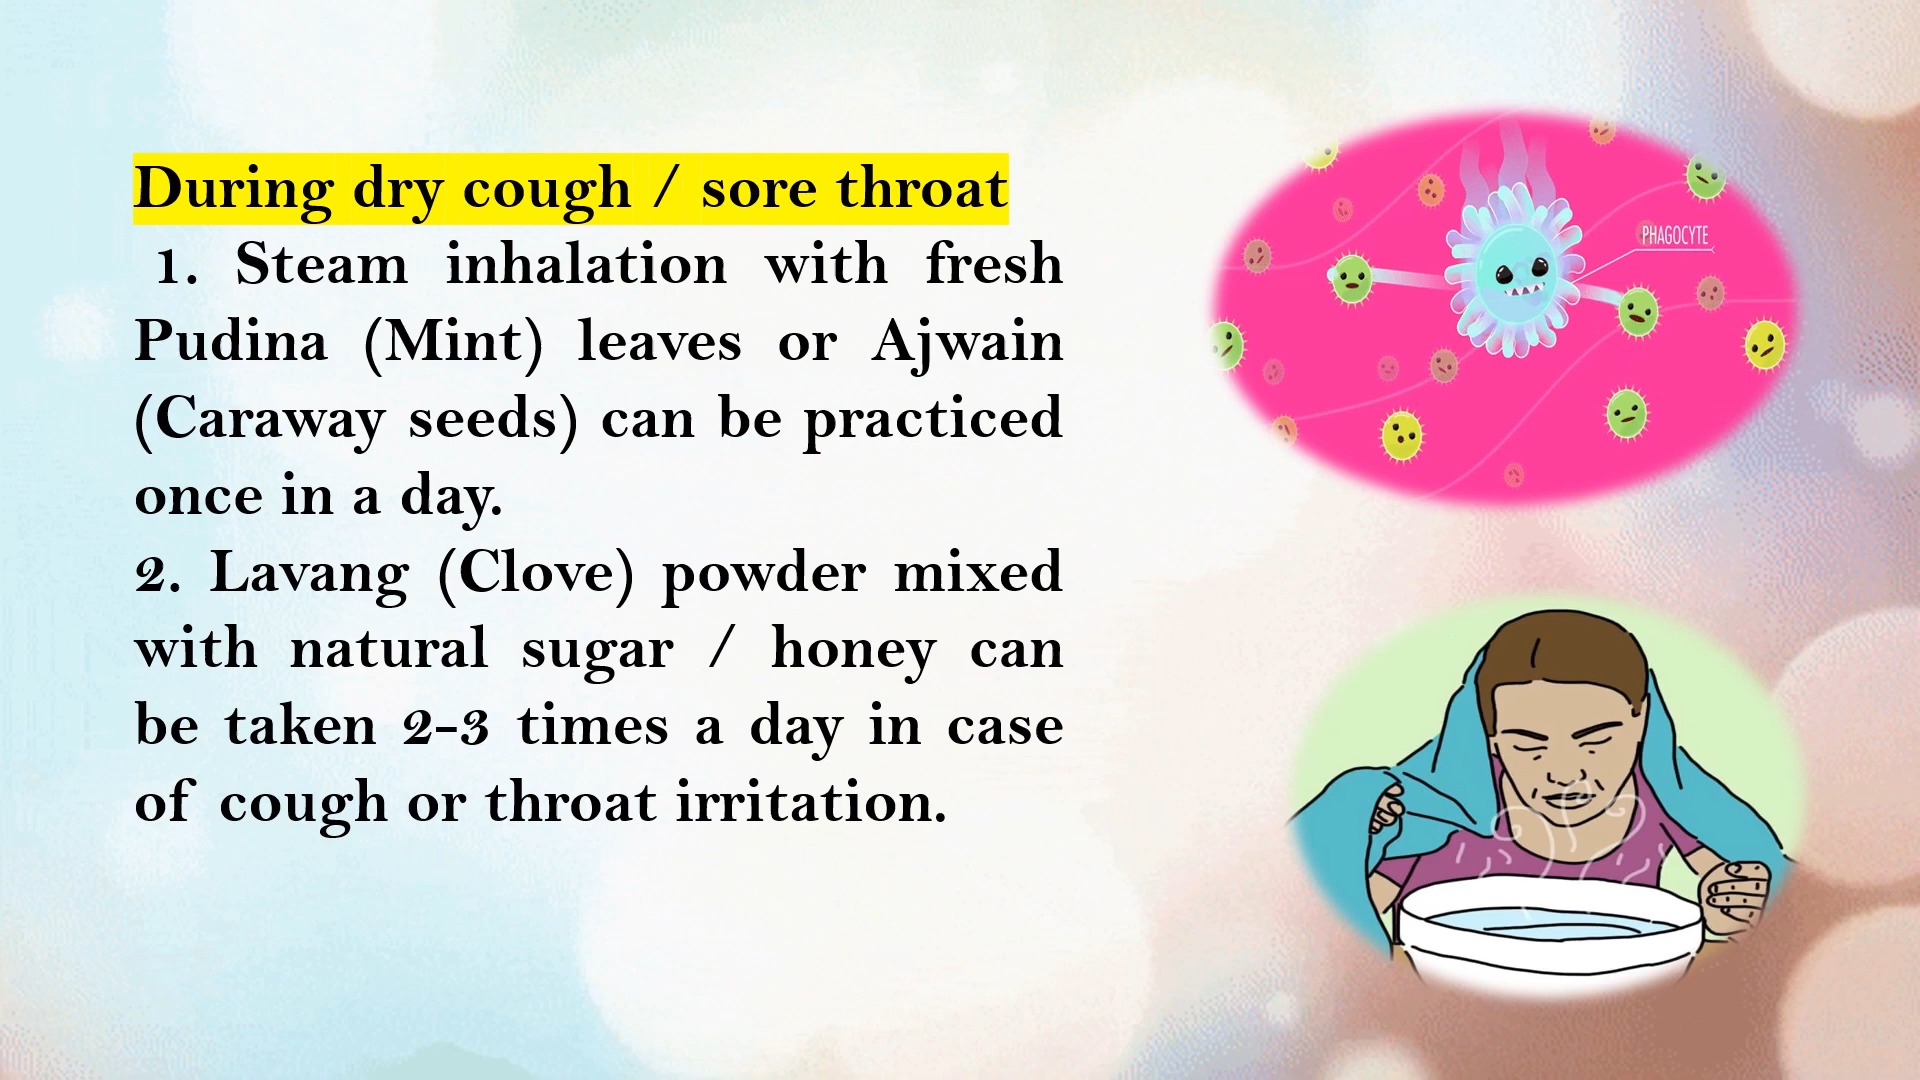 During dry cough / sore throat
1. Steam inhalation with fresh
Pudina (Mint) leaves or Ajwain
(Caraway seeds) can be practiced
once in a day.
2. Lavang (Clove) powder mixed
with natural sugar / honey can
be taken 2-3 times a day in case
of cough or throat irritation.
PHAGOCYTE